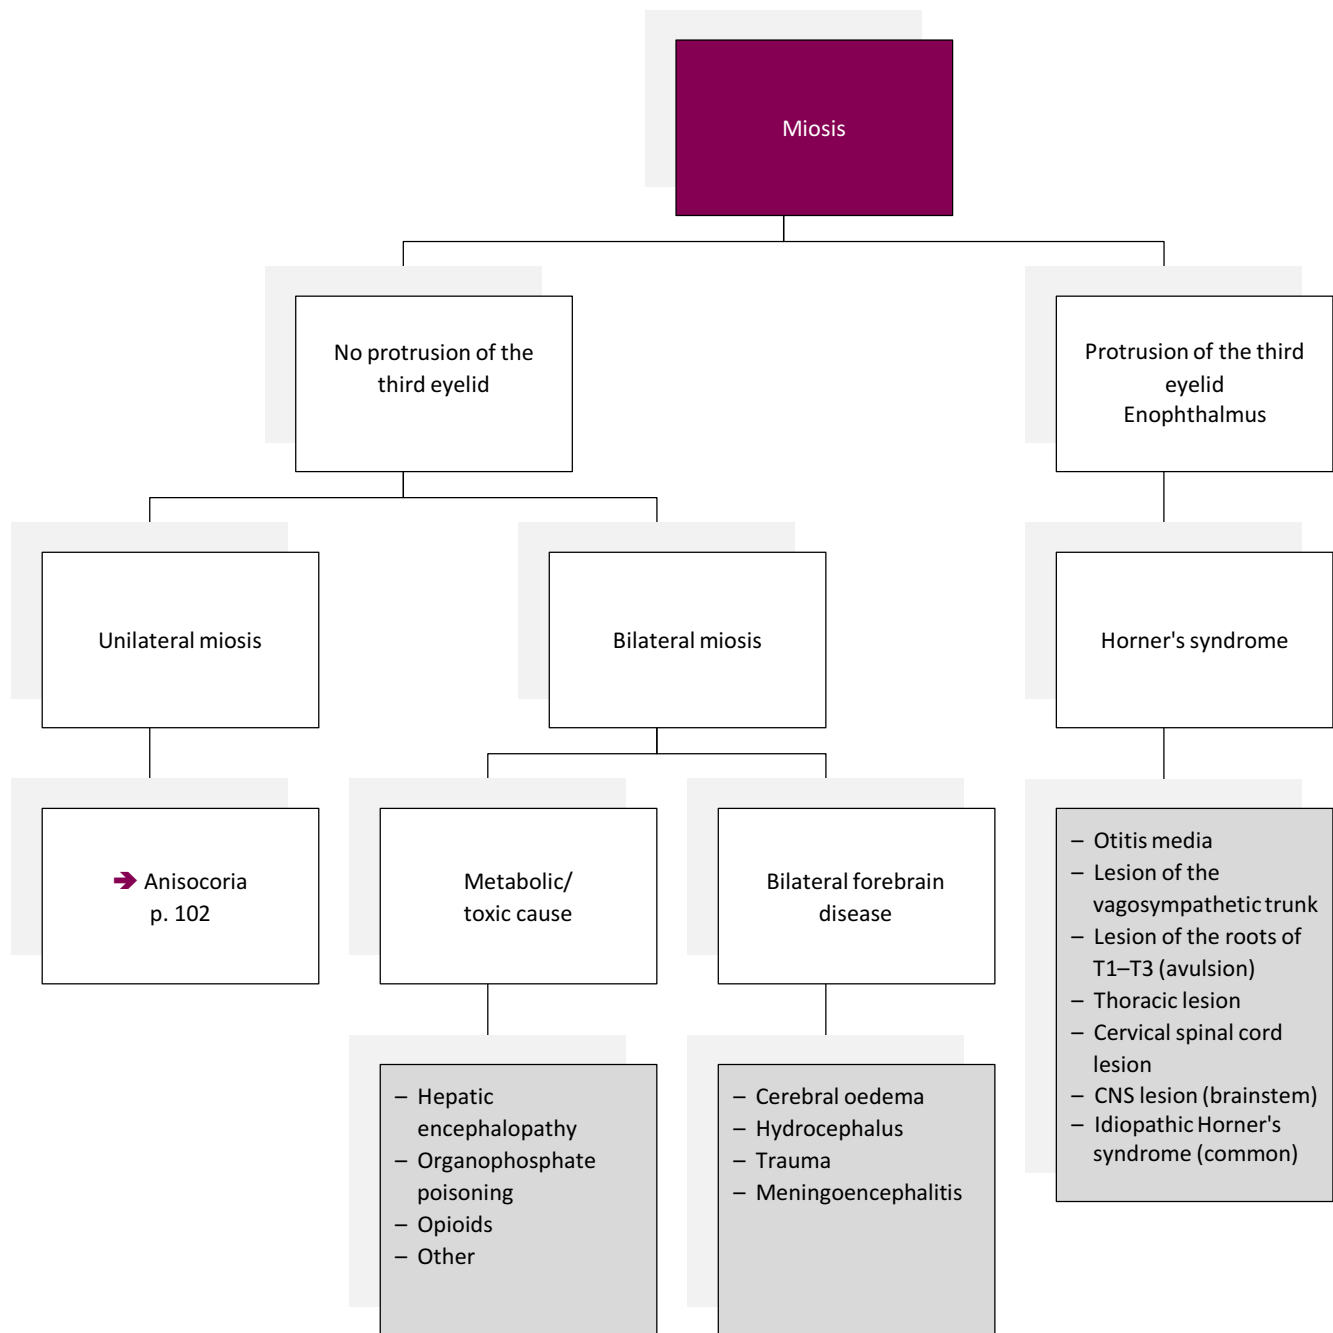 Miosis
No protrusion of the
third eyelid
Protrusion of the third
eyelid
Enophthalmus
Unilateral miosis
Bilateral miosis
Horner's syndrome
➔ Anisocoria
p. 102
Metabolic/
toxic cause
Bilateral forebrain
disease
– Otitis media
– Lesion of the
vagosympathetic trunk
– Lesion of the roots of
T1–T3 (avulsion)
– Thoracic lesion
– Cervical spinal cord
lesion
– CNS lesion (brainstem)
– Idiopathic Horner's
syndrome (common)
– Hepatic
encephalopathy
– Organophosphate
poisoning
– Opioids
– Other
– Cerebral oedema
– Hydrocephalus
– Trauma
– Meningoencephalitis